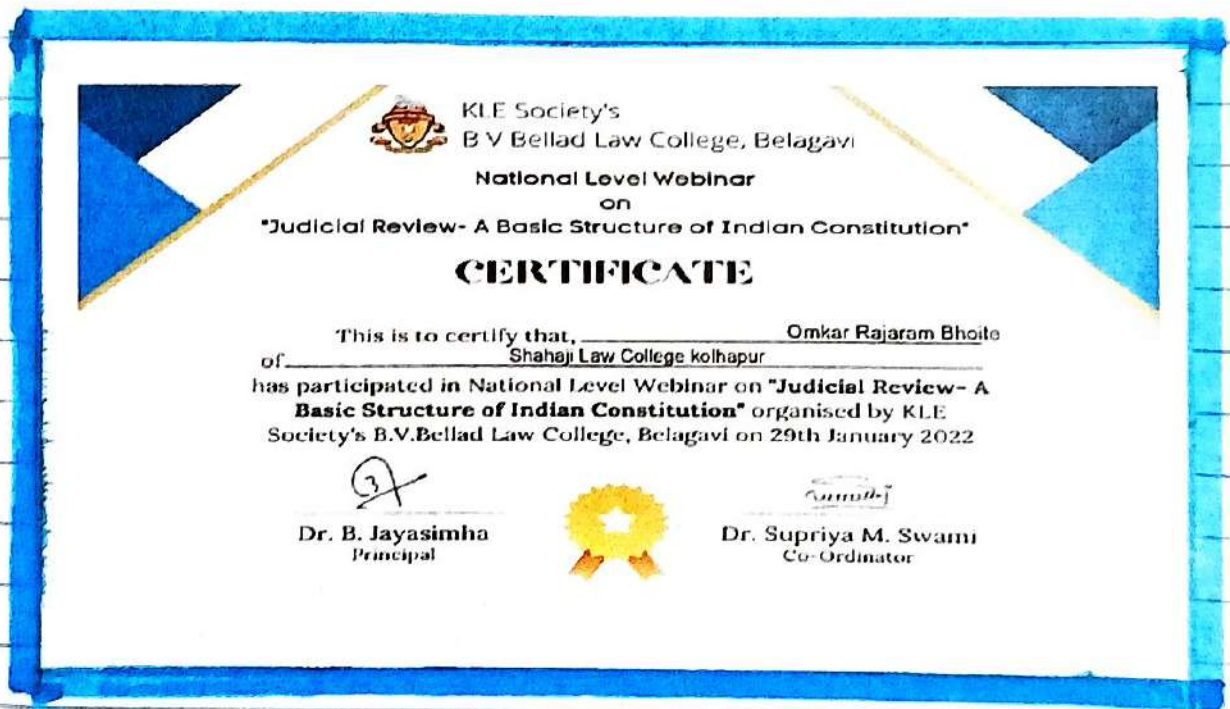 KLE Society's
B V Bellad Law College, Belagavi
National Level Webinar
on
"Judicial Review- A Basic Structure of Indian Constitution"
CERTIFICATE
This is to certify that, Omkar Rajaram Bhoite
of Shahaji Law College kolhapur
has participated in National Level Webinar on "Judicial Review- A
Basic Structure of Indian Constitution" organised by KLE
Society's B.V.Bellad Law College, Belagavi on 29th January 2022
Dr. B. Jayasimha
Principal
Dr. Supriya M. Swami
Co-Ordinator